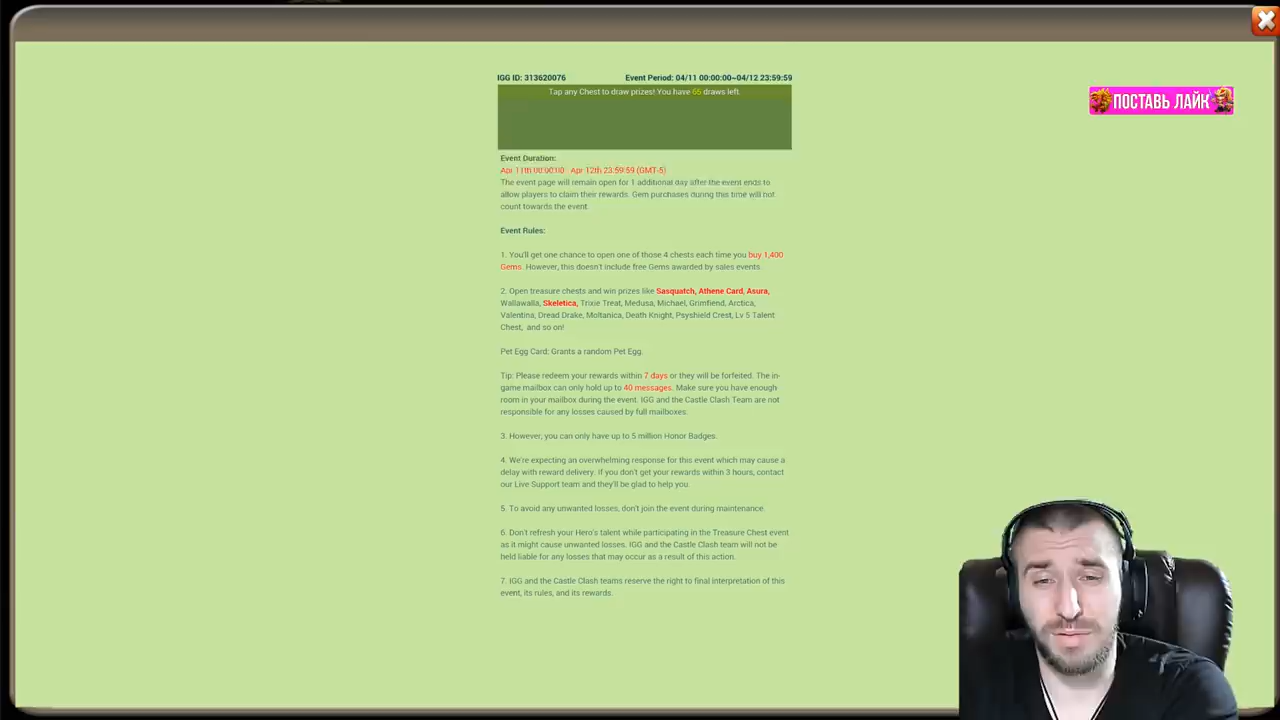 IGG ID: 313620076 Event Period: 04/11 00:00:00~04/12 23:59:59
Tap any Chest to draw prizes! You have 65 draws left
ПОСТАВЬ ЛАЙК
Event Duration:
Apr 11th 00:00:00 - Apr 12th 23:59:59 (GMT-5)
The event page will remain open for 1 additional day after the event ends to
allow players to claim their rewards. Gem purchases during this time will not
count towards the event.
Event Rules:
1. You'll get one chance to open one of those 4 chests each time you buy 1,400
Gems. However, this doesn't include free Gems awarded by sales events.
2. Open treasure chests and win prizes like Sasquatch, Athene Card, Asura,
Wallawalla, Skeletica, Trixie Treat, Medusa, Michael, Grimfiend, Arctica,
Valentina, Dread Drake, Moltanica, Death Knight, Psyshield Crest, Lv 5 Talent
Chest, and so on!
Pet Egg Card: Grants a random Pet Egg.
Tip: Please redeem your rewards within 7 days or they will be forfeited. The in-
game mailbox can only hold up to 40 messages. Make sure you have enough
room in your mailbox during the event. IGG and the Castle Clash Team are not
responsible for any losses caused by full mailboxes.
3. However, you can only have up to 5 million Honor Badges.
4. We're expecting an overwhelming response for this event which may cause a
delay with reward delivery. If you don't get your rewards within 3 hours, contact
our Live Support team and they'll be glad to help you.
5. To avoid any unwanted losses, don't join the event during maintenance.
6. Don't refresh your Hero's talent while participating in the Treasure Chest event
as it might cause unwanted losses. IGG and the Castle Clash team will not be
held liable for any losses that may occur as a result of this action.
7. IGG and the Castle Clash teams reserve the right to final interpretation of this
event, its rules, and its rewards.